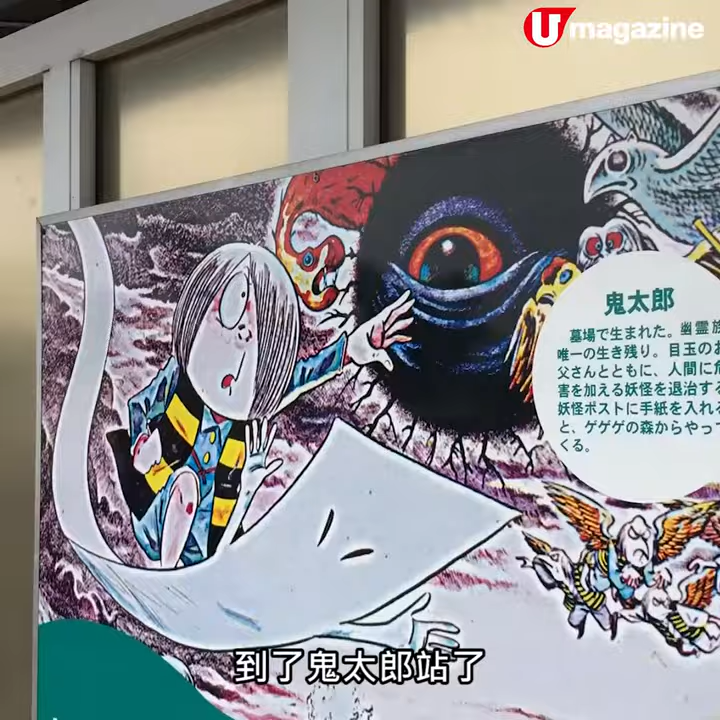 U magazine
鬼太郎
墓場で生まれた。幽霊族
唯一の生き残り。目玉のお
父さんとともに、人間に危
害を加える妖怪を退治する
妖怪ポストに手紙を入れる
と、ゲゲゲの森からやって
くる。
到了鬼太郎站了